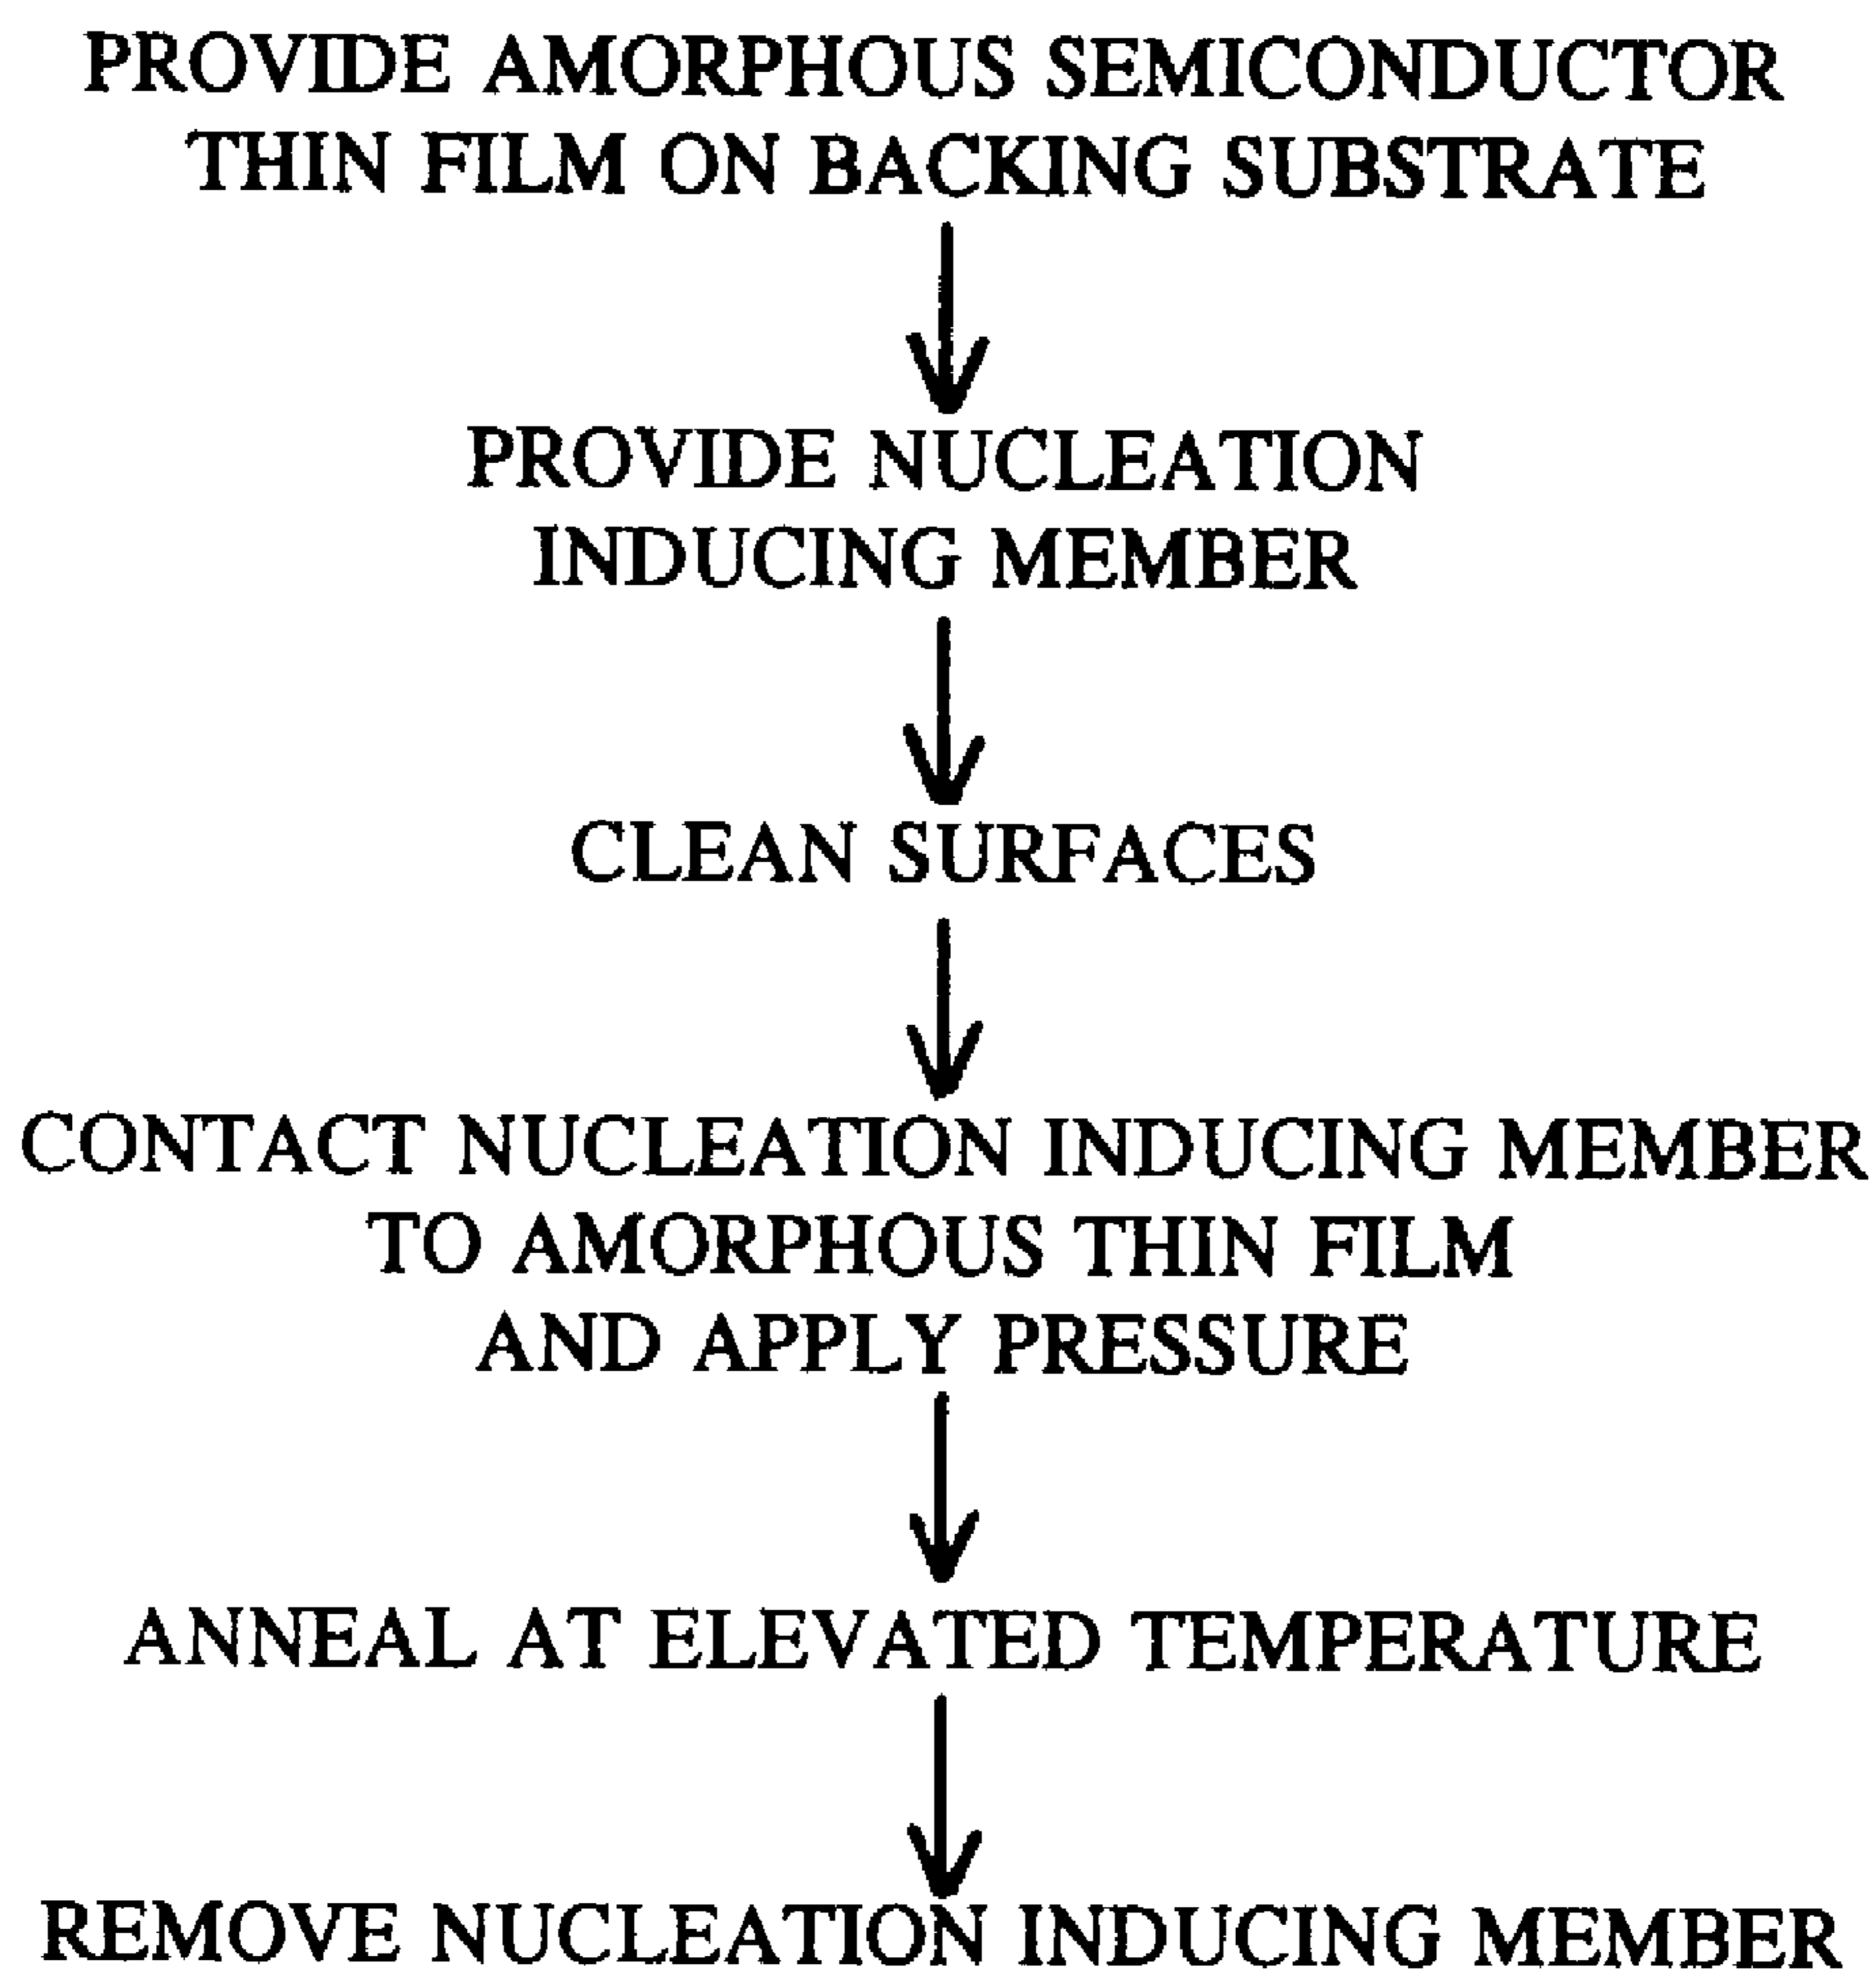 PROVIDE AMORPHOUS SEMICONDUCTOR
THIN FILM ON BACKING SUBSTRATE
PROVIDE NUCLEATION
INDUCING MEMBER
CLEAN SURFACES
CONTACT NUCLEATION INDUCING MEMBER
TO AMORPHOUS THIN FILM
AND APPLY PRESSURE
ANNEAL AT ELEVATED TEMPERATURE
REMOVE NUCLEATION INDUCING MEMBER